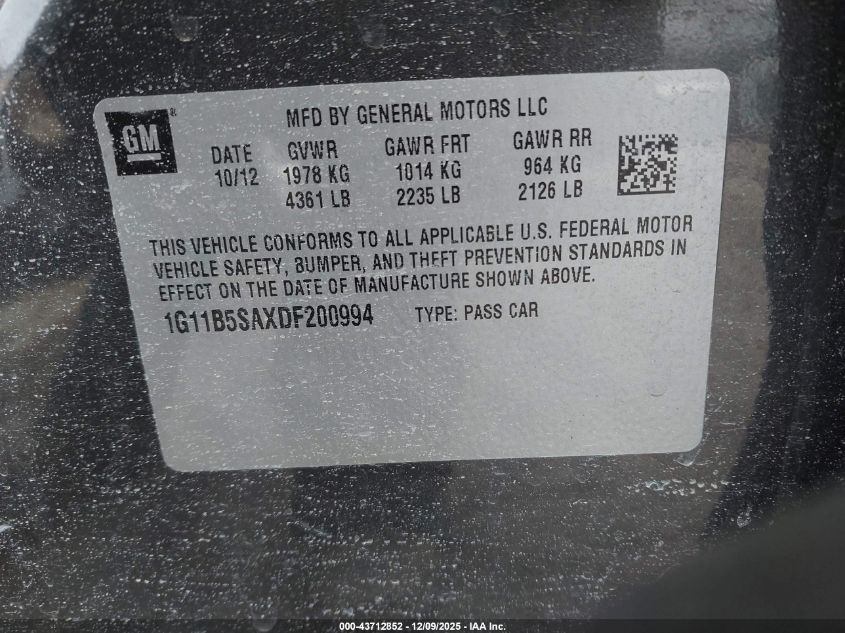 GM®
MFD BY GENERAL MOTORS LLC
DATE GVWR GAWR FRT GAWR RR
10/12 1978 KG 1014 KG 964 KG
4361 LB 2235 LB 2126 LB
THIS VEHICLE CONFORMS TO ALL APPLICABLE U.S. FEDERAL MOTOR
VEHICLE SAFETY, BUMPER, AND THEFT PREVENTION STANDARDS IN
EFFECT ON THE DATE OF MANUFACTURE SHOWN ABOVE.
1G11B5SAXDF200994 TYPE: PASS CAR
000-43712852 - 12/09/2025 - IAA Inc.